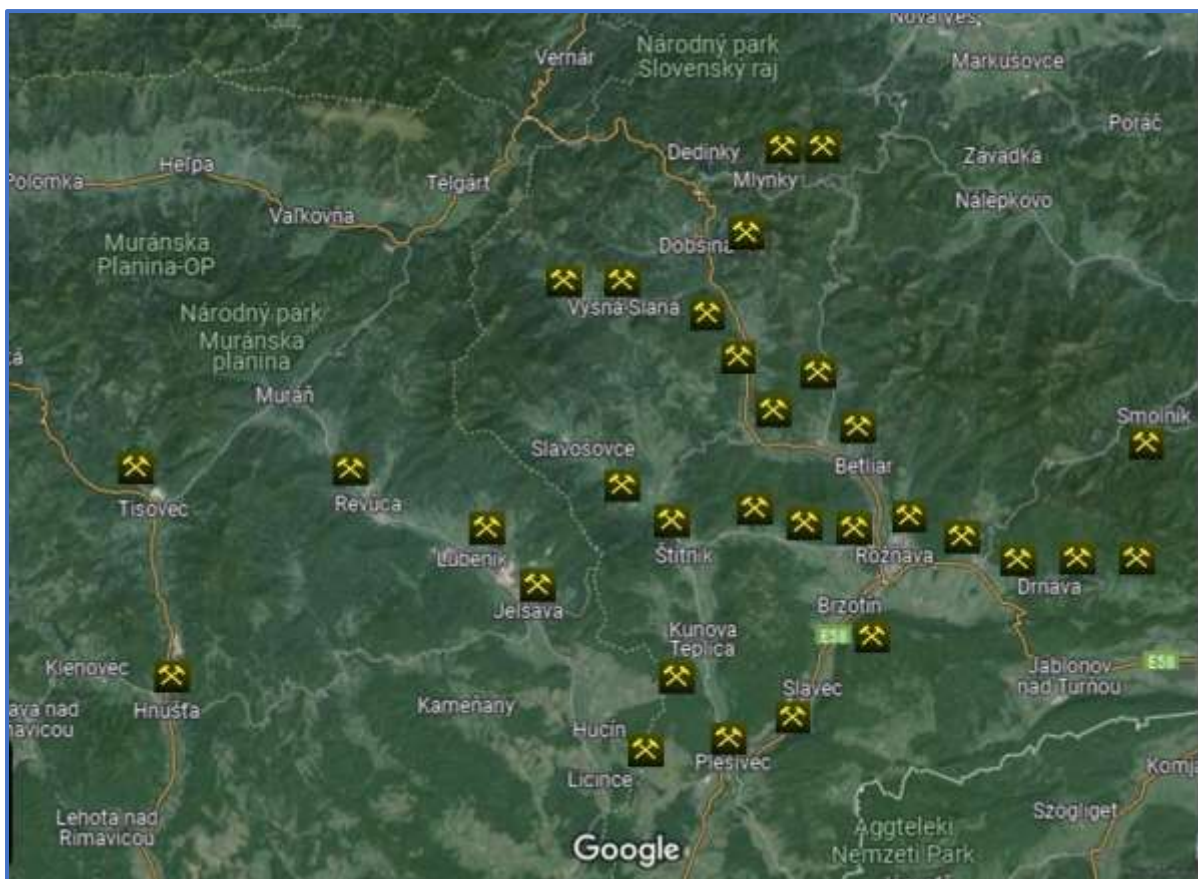 Markušovce
Vernár
Národný park
Slovenský raj
Poráč
Dedinky
Závadka
Mlynky
Heľpa
Polomka
Telgárt
Nálepkovo
Vaľkovňa
Muránska
Planina-OP
Dobšiná
Vyšná Slaná
Národný park
Muránska
planina
Muráň
Smolník
Slavošovce
Betliar
Tisovec
Revúca
Lubeník
Štítnik
Rožňava
Drnava
Jelšava
Brzotín
Kunova
Teplica
E58
Klenovec
Slavec
Jablonov
nad Turňou
E58
Hnúšťa
Kameňany
Hucín
Plešivec
Licince
Lehota nad
Rimavicou
Szögliget
Google
Aggteleki
Nemzeti Park